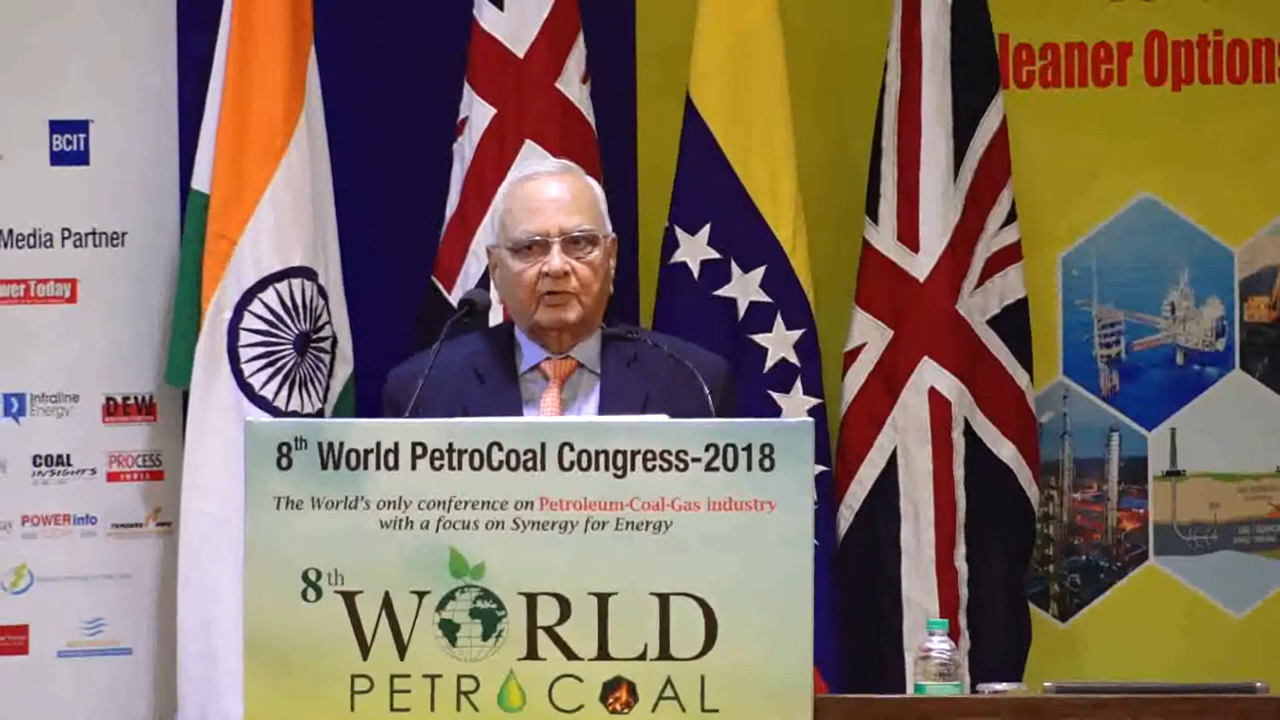 leaner Options
BCIT
Media Partner
wer Today
Infraline
Energy
DEW
COAL
INSIGHTS
PROCESS
INDIA
POWERinfo
8th World PetroCoal Congress-2018
The World's only conference on Petroleum-Coal-Gas industry
with a focus on Synergy for Energy
8th
WORLD
PETROCOAL